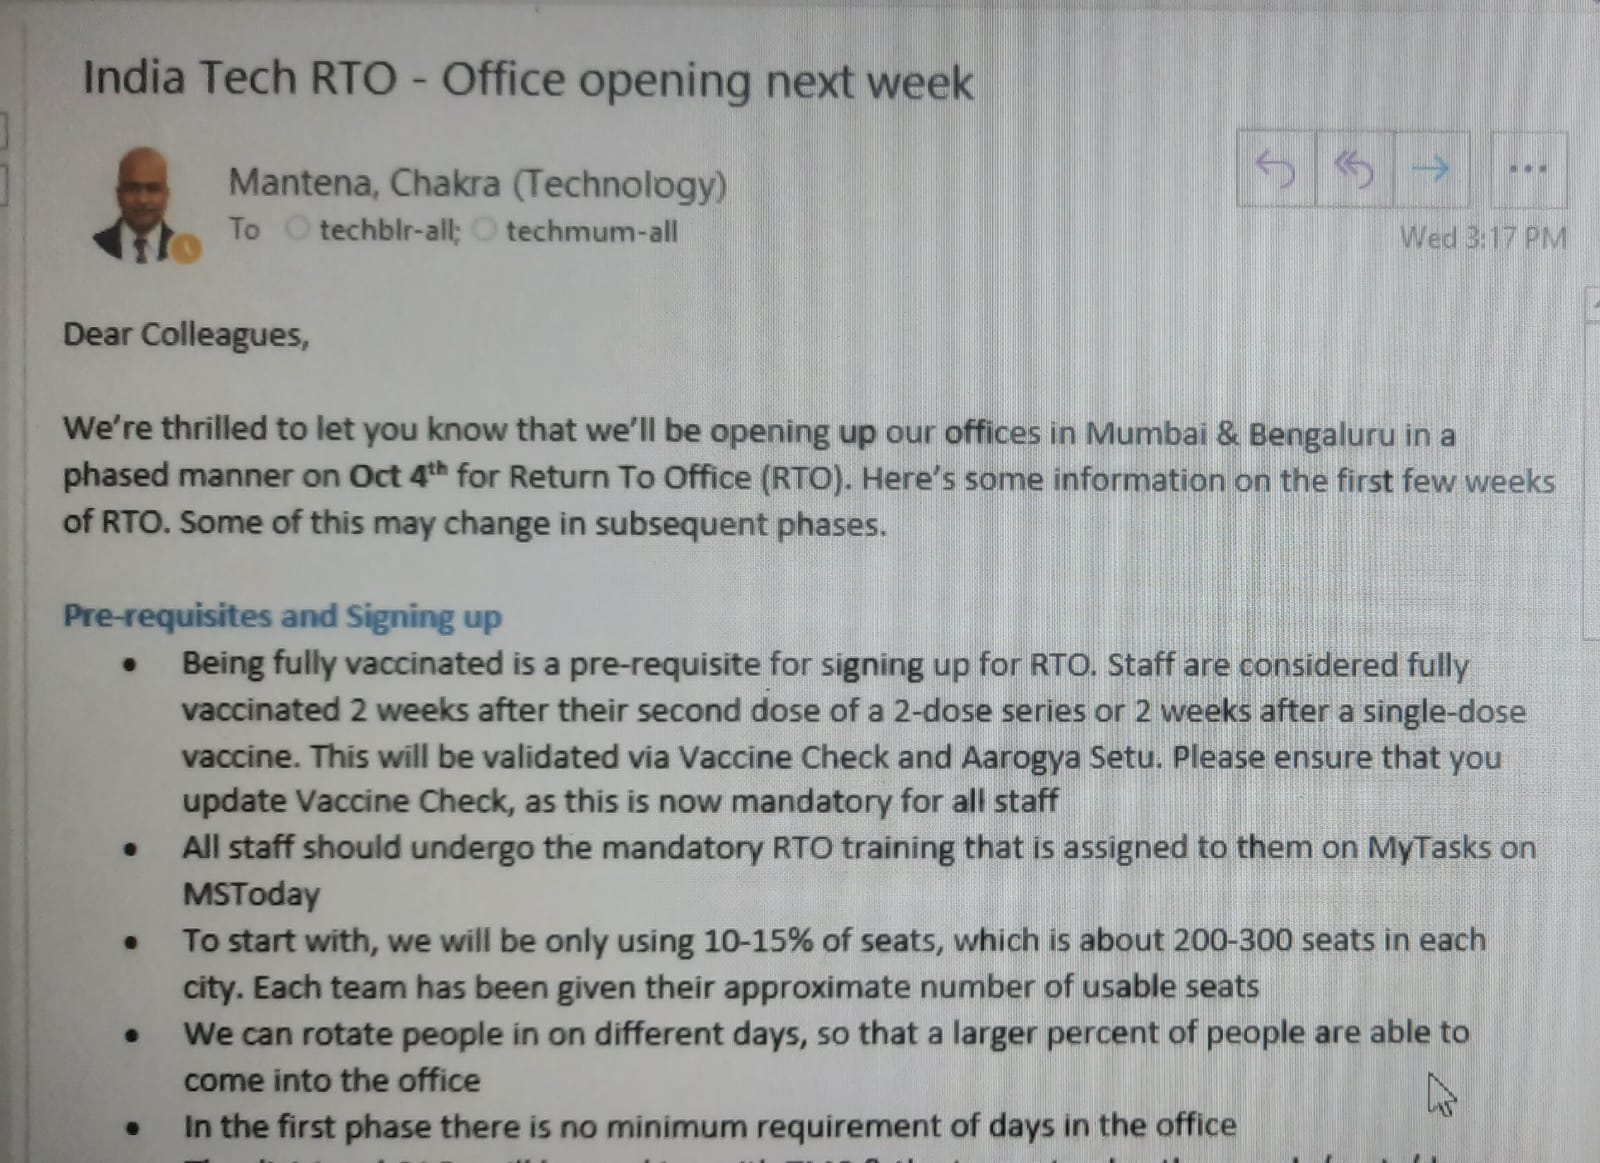 India Tech RTO - Office opening next week
Mantena, Chakra (Technology)
To techblr-all; techmum-all
Wed 3:17 PM
Dear Colleagues,
We're thrilled to let you know that we'll be opening up our offices in Mumbai & Bengaluru in a
phased manner on Oct 4th for Return To Office (RTO). Here's some information on the first few weeks
of RTO. Some of this may change in subsequent phases.
Pre-requisites and Signing up
• Being fully vaccinated is a pre-requisite for signing up for RTO. Staff are considered fully
vaccinated 2 weeks after their second dose of a 2-dose series or 2 weeks after a single-dose
vaccine. This will be validated via Vaccine Check and Aarogya Setu. Please ensure that you
update Vaccine Check, as this is now mandatory for all staff
• All staff should undergo the mandatory RTO training that is assigned to them on MyTasks on
MSToday
• To start with, we will be only using 10-15% of seats, which is about 200-300 seats in each
city. Each team has been given their approximate number of usable seats
• We can rotate people in on different days, so that a larger percent of people are able to
come into the office
• In the first phase there is no minimum requirement of days in the office